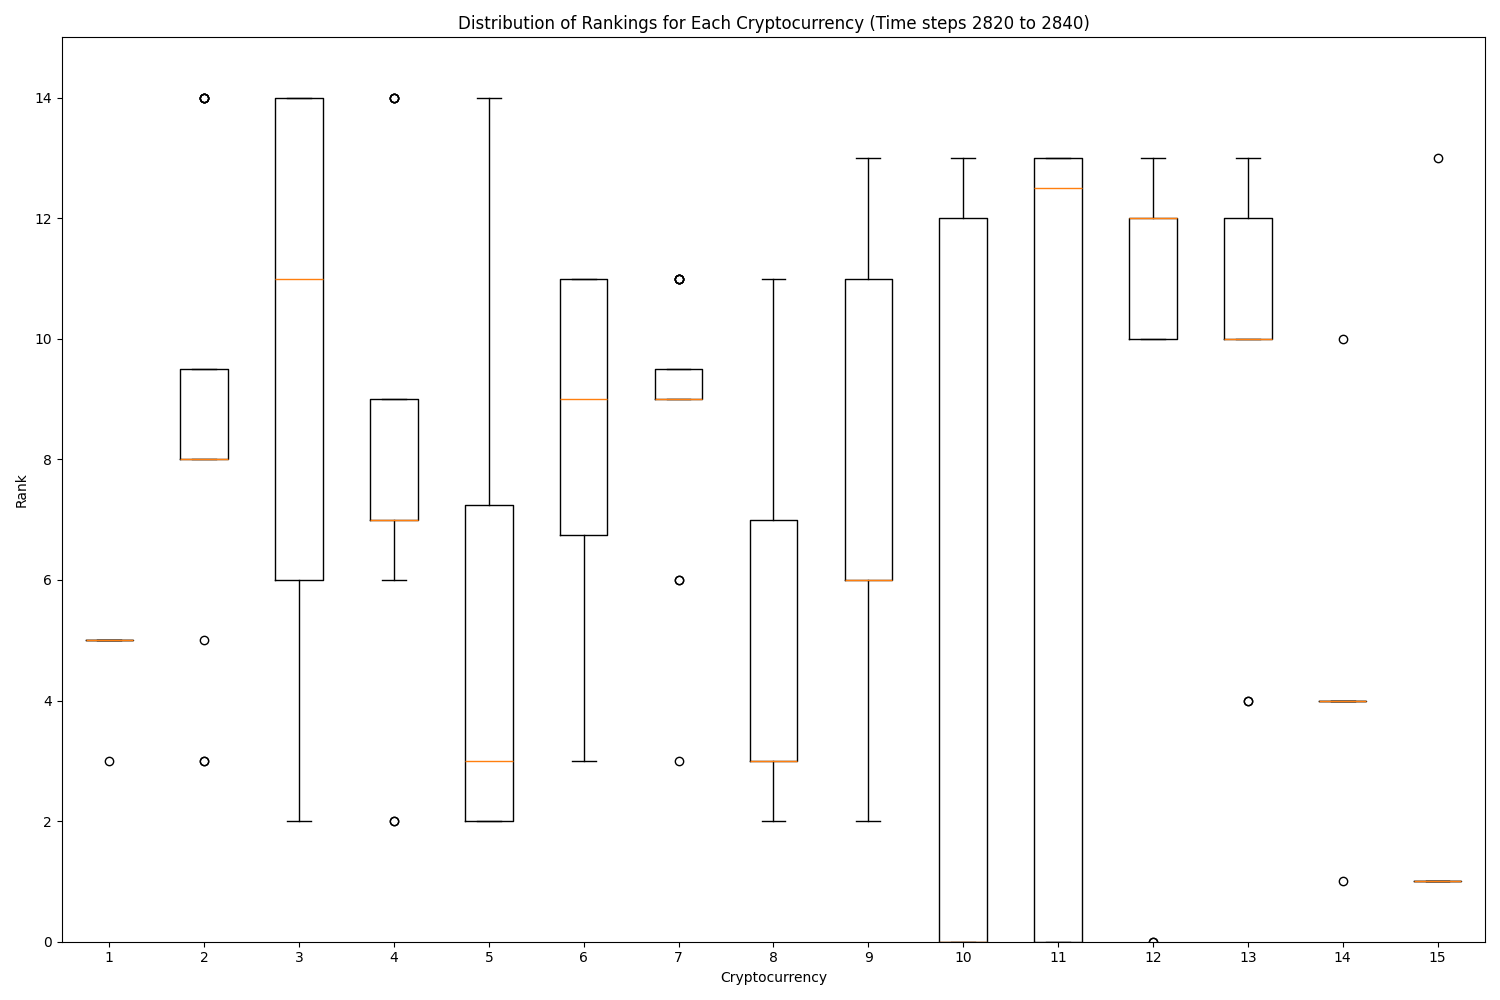 Distribution of Rankings for Each Cryptocurrency (Time steps 2820 to 2840)
14
12
10
8
6
4
2
0
Rank
1 2 3 4 5 6 7 8 9 10 11 12 13 14 15
Cryptocurrency